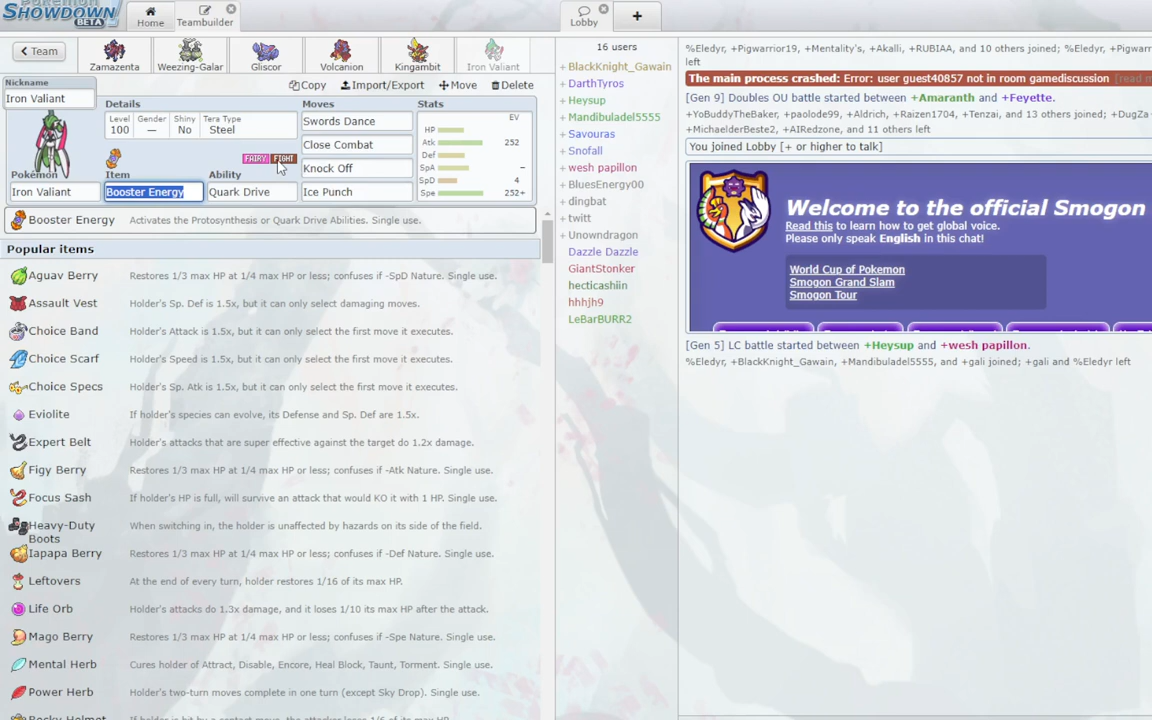 SHOWDOWN
BETA
Home
Teambuilder
Lobby
+
Team
Zamazenta
Weezing-Galar
Gliscor
Volcanion
Kingambit
Iron Valiant
16 users
Nickname
Iron Valiant
Copy
Import/Export
Move
Delete
Details
Moves
Stats
Level
Gender
Shiny
Tera Type
100
—
No
Steel
FAIRY
FIGHT
Pokémon
Item
Ability
Iron Valiant
Booster Energy
Quark Drive
Swords Dance
Close Combat
Knock Off
Ice Punch
EV
HP
Atk
252
Def
SpA
–
SpD
4
Spe
252+
Booster Energy
Activates the Protosynthesis or Quark Drive Abilities. Single use.
Popular items
Aguav Berry
Restores 1/3 max HP at 1/4 max HP or less; confuses if -SpD Nature. Single use.
Assault Vest
Holder's Sp. Def is 1.5x, but it can only select damaging moves.
Choice Band
Holder's Attack is 1.5x, but it can only select the first move it executes.
Choice Scarf
Holder's Speed is 1.5x, but it can only select the first move it executes.
Choice Specs
Holder's Sp. Atk is 1.5x, but it can only select the first move it executes.
Eviolite
If holder's species can evolve, its Defense and Sp. Def are 1.5x.
Expert Belt
Holder's attacks that are super effective against the target do 1.2x damage.
Figy Berry
Restores 1/3 max HP at 1/4 max HP or less; confuses if -Atk Nature. Single use.
Focus Sash
If holder's HP is full, will survive an attack that would KO it with 1 HP. Single use.
Heavy-Duty
Boots
When switching in, the holder is unaffected by hazards on its side of the field.
Iapapa Berry
Restores 1/3 max HP at 1/4 max HP or less; confuses if -Def Nature. Single use.
Leftovers
At the end of every turn, holder restores 1/16 of its max HP.
Life Orb
Holder's attacks do 1.3x damage, and it loses 1/10 its max HP after the attack.
Mago Berry
Restores 1/3 max HP at 1/4 max HP or less; confuses if -Spe Nature. Single use.
Mental Herb
Cures holder of Attract, Disable, Encore, Heal Block, Taunt, Torment. Single use.
Power Herb
Holder's two-turn moves complete in one turn (except Sky Drop). Single use.
Rocky Helmet
+ BlackKnight_Gawain
+ DarthTyros
+ Heysup
+ Mandibuladel5555
+ Savouras
+ Snofall
+ wesh papillon
+ BluesEnergy00
+ dingbat
+ twitt
+ Unowndragon
Dazzle Dazzle
GiantStonker
hecticashiin
hhhjh9
LeBarBURR2
%Eledyr, +Pigwarrior19, +Mentality's, +Akalli, +RUBIAA, and 10 others joined; %Eledyr, +Pigwarr
left
The main process crashed: Error: user guest40857 not in room gamediscussion [read m
[Gen 9] Doubles OU battle started between +Amaranth and +Feyette.
+YoBuddyTheBaker, +paolode99, +Aldrich, +Raizen1704, +Tenzai, and 13 others joined; +DugZa
+MichaelderBeste2, +AIRedzone, and 11 others left
You joined Lobby [+ or higher to talk]
Welcome to the official Smogon
Read this to learn how to get global voice.
Please only speak English in this chat!
World Cup of Pokemon
Smogon Grand Slam
Smogon Tour
[Gen 5] LC battle started between +Heysup and +wesh papillon.
%Eledyr, +BlackKnight_Gawain, +Mandibuladel5555, and +gali joined; +gali and %Eledyr left